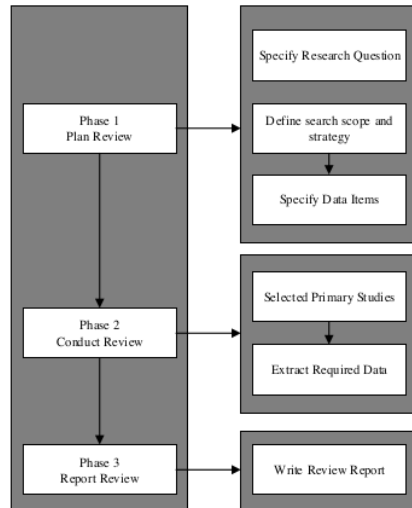 Specify Research Question
Phase 1
Plan Review
Define search scope and
strategy
Specify Data Items
Phase 2
Conduct Review
Selected Primary Studies
Extract Required Data
Phase 3
Report Review
Write Review Report